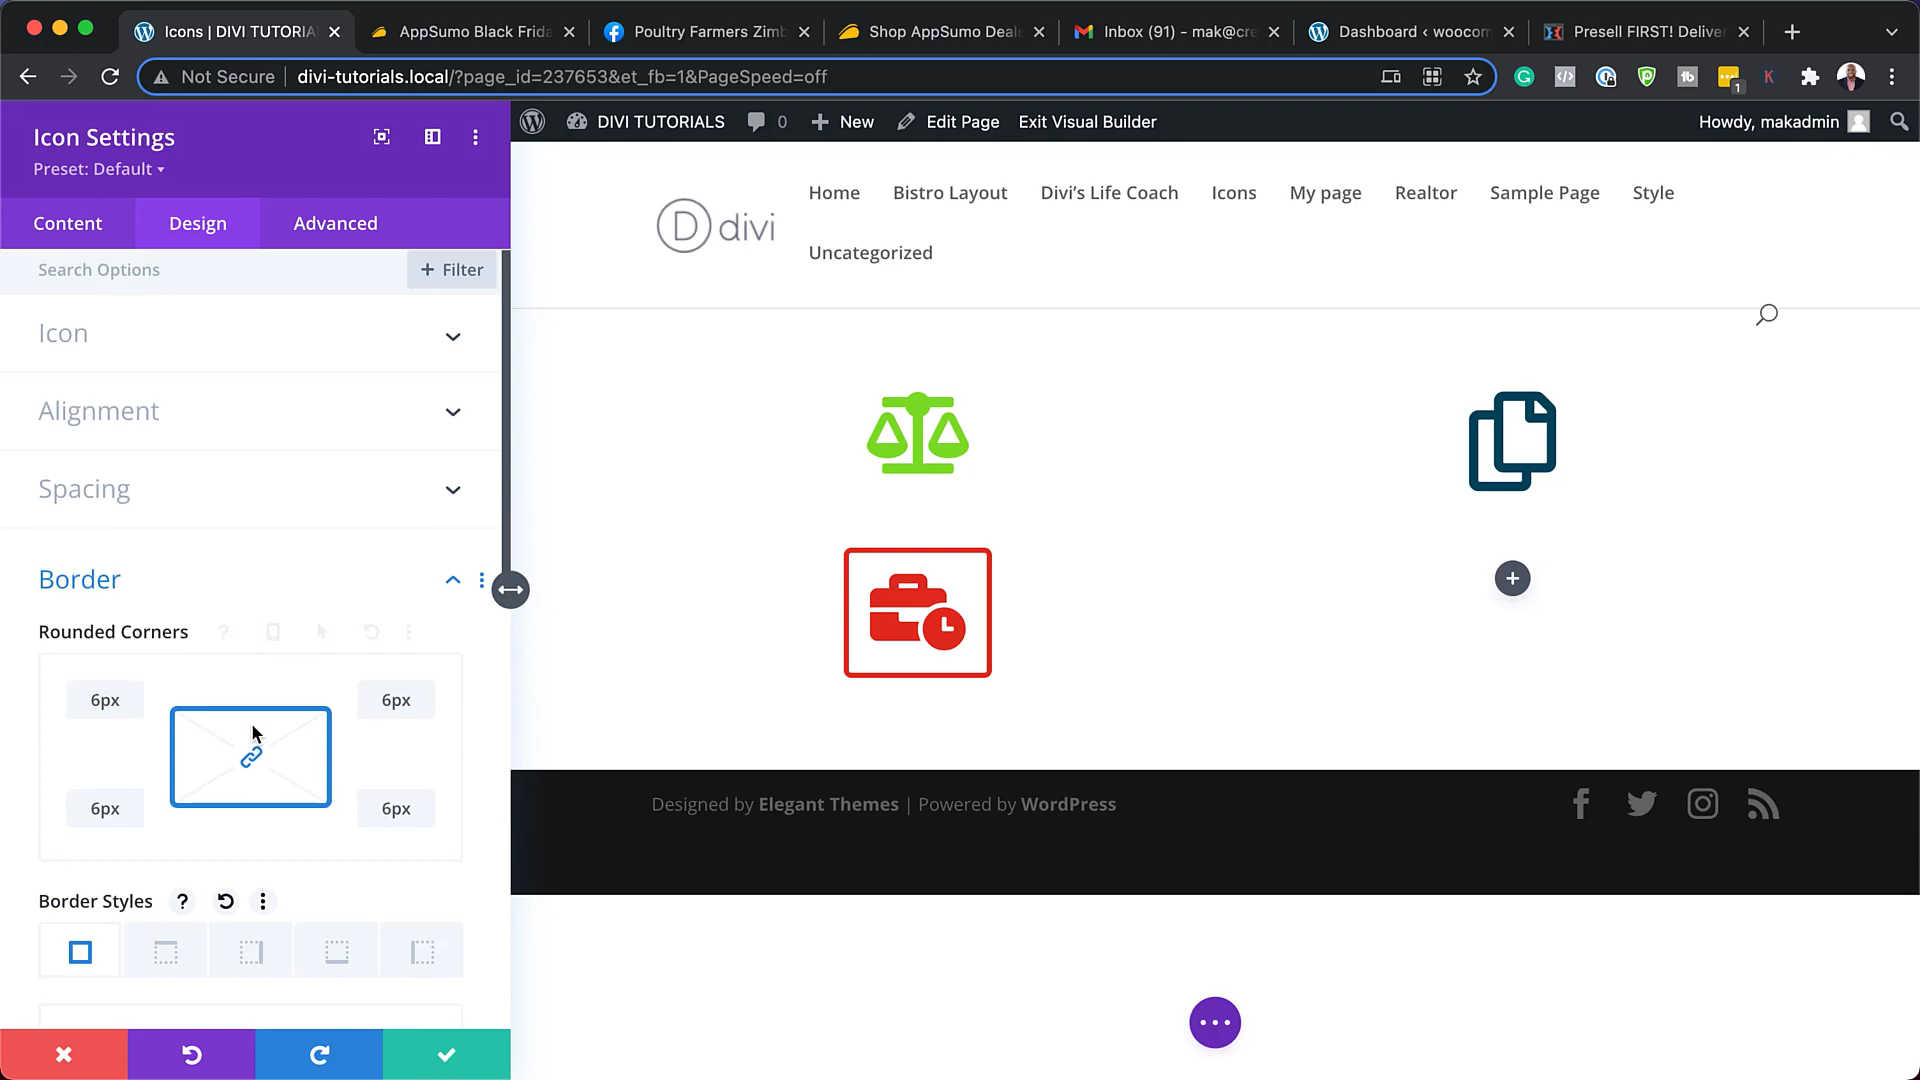 Icons | DIVI TUTORIA
AppSumo Black Frida
Poultry Farmers Zimb
Shop AppSumo Deal
Inbox (91) - mak@cre
Dashboard ‹ woocom
Presell FIRST! Deliver
Not Secure
divi-tutorials.local/?page_id=237653&et_fb=1&PageSpeed=off
1
K
Icon Settings
Preset: Default
Content
Design
Advanced
Search Options
+ Filter
Icon
Alignment
Spacing
Border
Rounded Corners
6px
6px
6px
6px
Border Styles
DIVI TUTORIALS
0
New
Edit Page
Exit Visual Builder
Howdy, makadmin
D divi
Home
Bistro Layout
Divi's Life Coach
Icons
My page
Realtor
Sample Page
Style
Uncategorized
Designed by Elegant Themes | Powered by WordPress